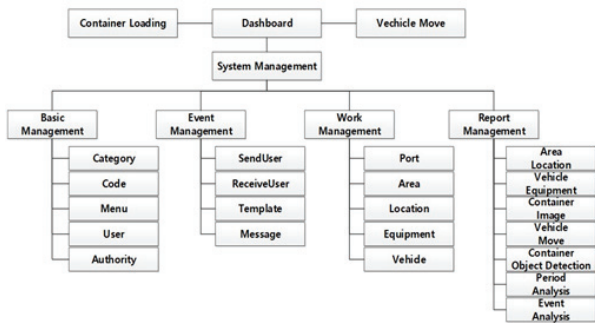 Container Loading
Dashboard
Vechicle Move
System Management
Basic
Management
Event
Management
Work
Management
Report
Management
Category
Code
Menu
User
Authority
SendUser
ReceiveUser
Template
Message
Port
Area
Location
Equipment
Vehide
Area
Location
Vehicle
Equipment
Container
Image
Vehicle
Move
Container
Object Detection
Period
Analysis
Event
Analysis